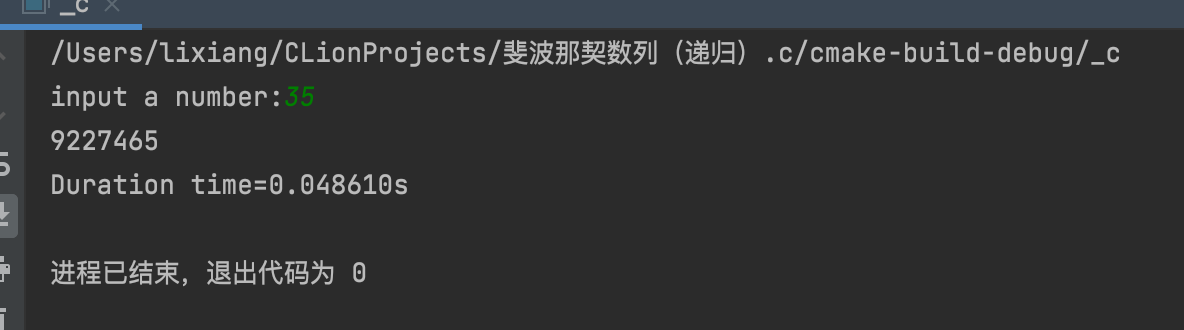 _c
/Users/lixiang/CLionProjects/斐波那契数列（递归）.c/cmake-build-debug/_c
input a number:35
9227465
Duration time=0.048610s
进程已结束，退出代码为 0